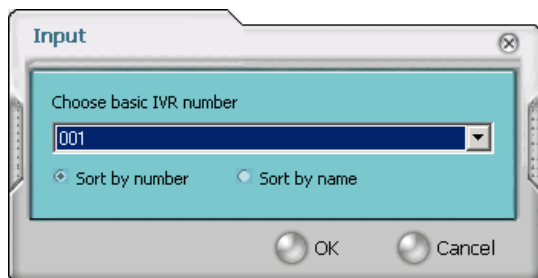 Input
Choose basic IVR number
001
Sort by number Sort by name
OK Cancel